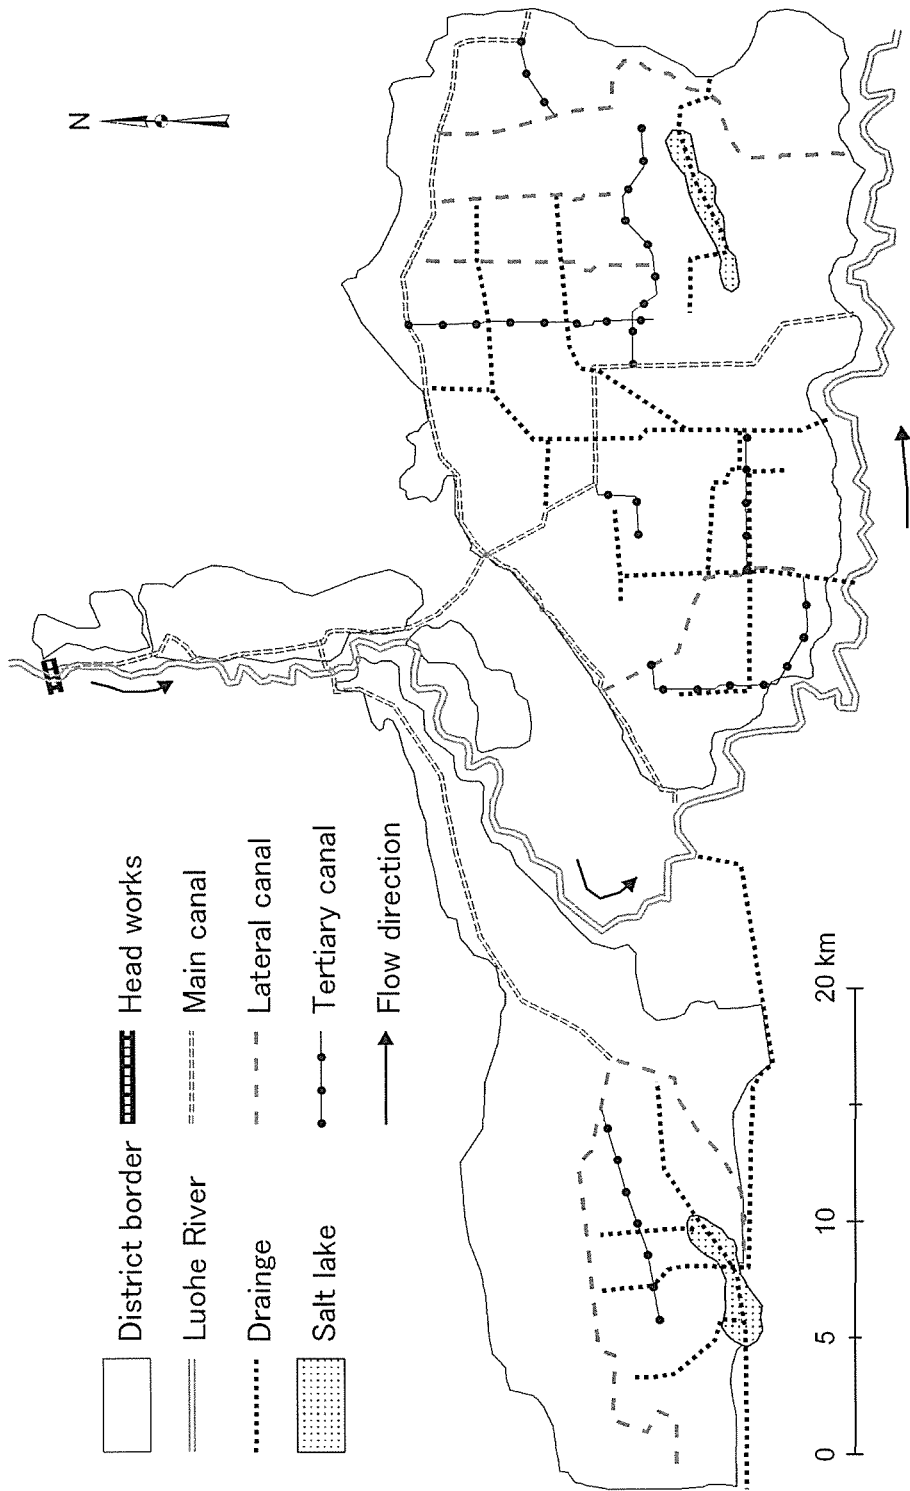 N
District border
Head works
Luohe River
Main canal
Drainge
Lateral canal
Salt lake
Tertiary canal
Flow direction
0
5
10
20 km